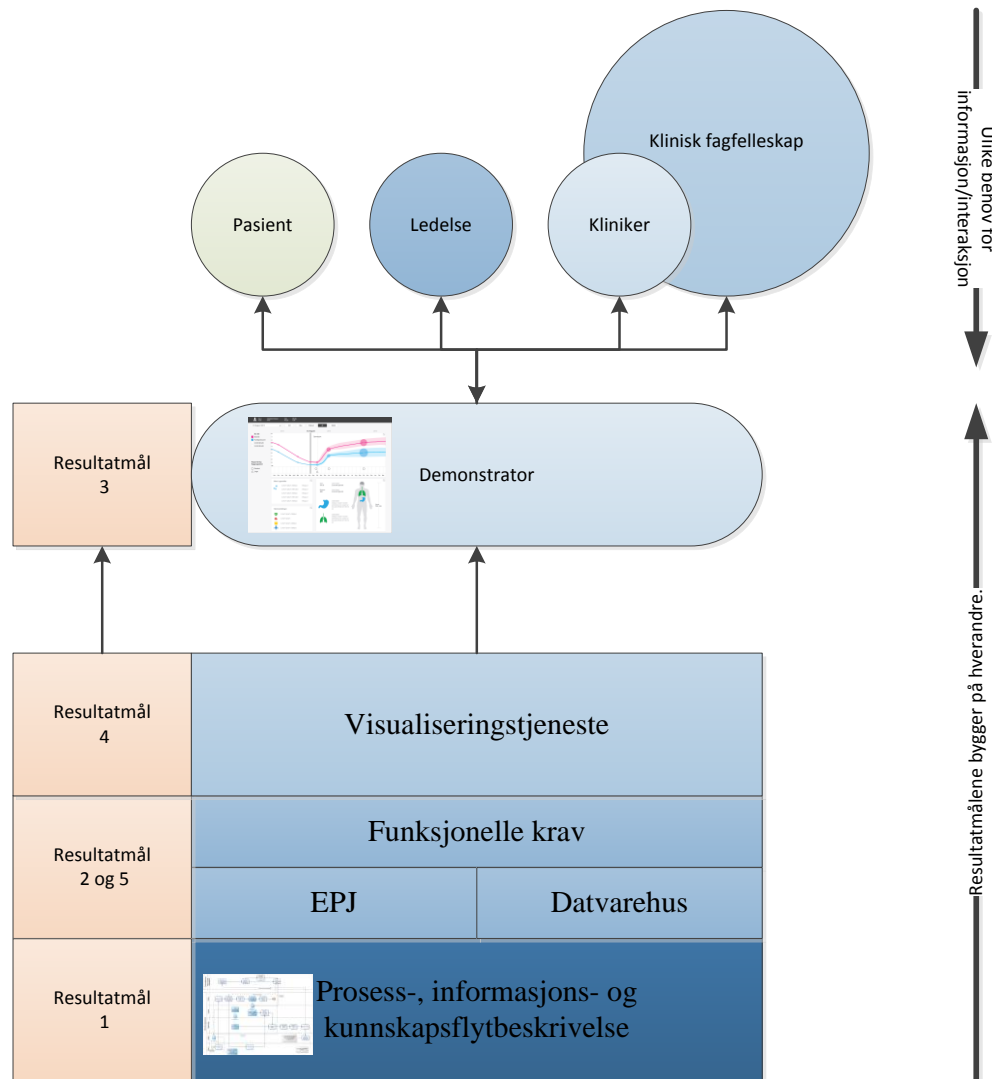 Klinisk fagfelleskap
Pasient
Ledelse
Kliniker
Ulike behov for
informasjon/interaksjon
Resultatmål
3
Demonstrator
Resultatmålene bygger på hverandre.
Resultatmål
4
Visualiseringstjeneste
Resultatmål
2 og 5
Funksjonelle krav
EPJ
Datvarehus
Resultatmål
1
Prosess-, informasjons- og
kunnskapsflytbeskrivelse